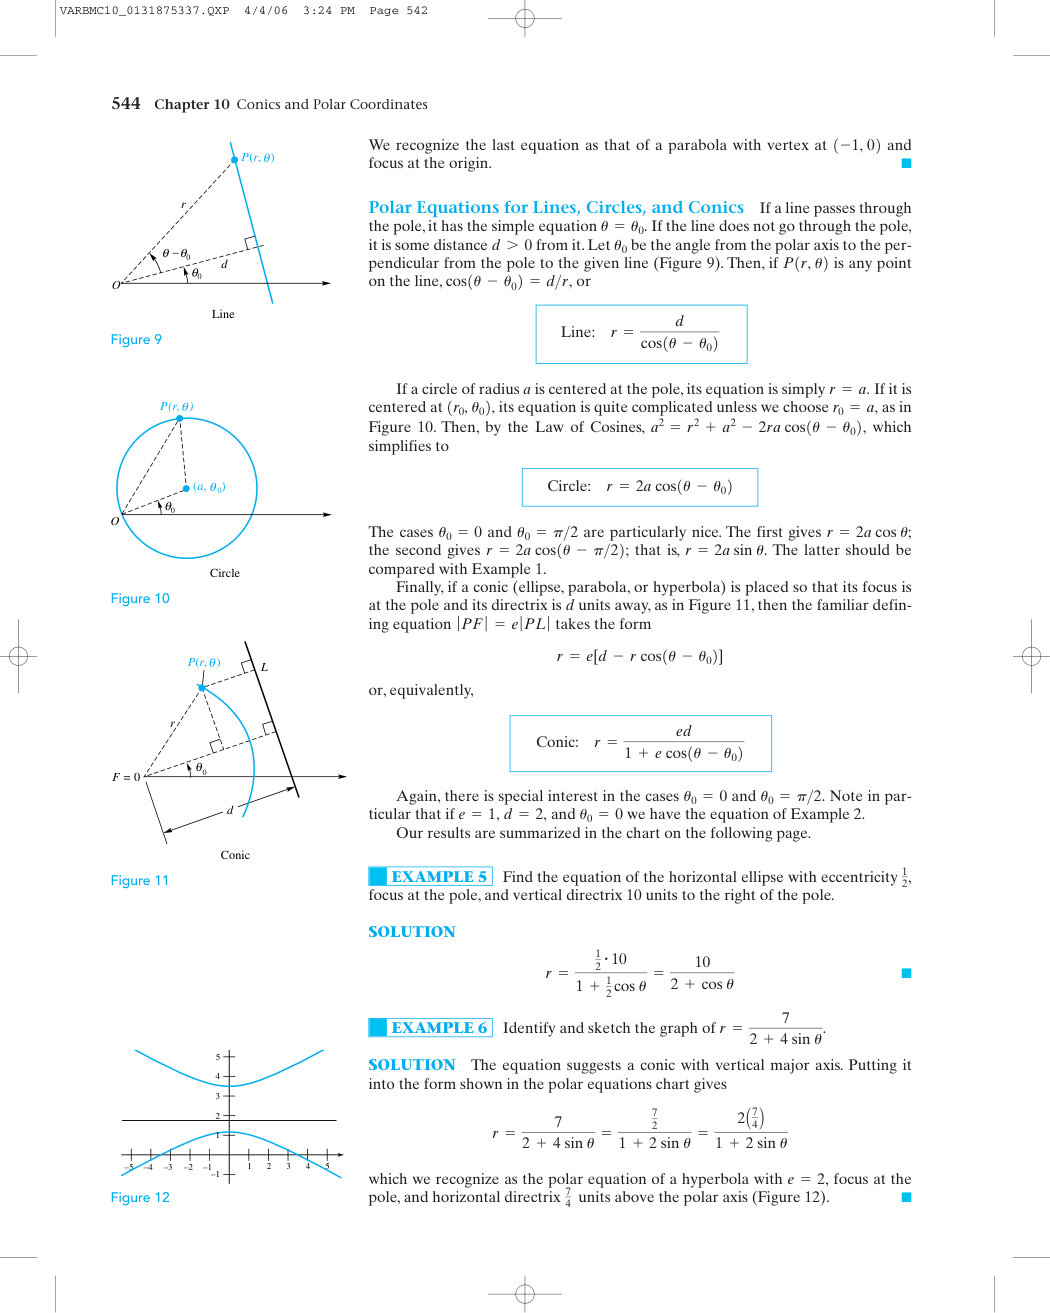 VARBMC10_0131875337.QXP 4/4/06 3:24 PM Page 542
544 Chapter 10 Conics and Polar Coordinates
We recognize the last equation as that of a parabola with vertex at (−1, 0) and
focus at the origin.
Polar Equations for Lines, Circles, and Conics If a line passes through
the pole, it has the simple equation θ = θ₀. If the line does not go through the pole,
it is some distance d > 0 from it. Let θ₀ be the angle from the polar axis to the per-
pendicular from the pole to the given line (Figure 9). Then, if P(r, θ) is any point
on the line, cos(θ − θ₀) = d/r, or
Line: r = d / cos(θ − θ₀)
If a circle of radius a is centered at the pole, its equation is simply r = a. If it is
centered at (r₀, θ₀), its equation is quite complicated unless we choose r₀ = a, as in
Figure 10. Then, by the Law of Cosines, a² = r² + a² − 2ra cos(θ − θ₀), which
simplifies to
Circle: r = 2a cos(θ − θ₀)
The cases θ₀ = 0 and θ₀ = π/2 are particularly nice. The first gives r = 2a cos θ;
the second gives r = 2a cos(θ − π/2); that is, r = 2a sin θ. The latter should be
compared with Example 1.
Finally, if a conic (ellipse, parabola, or hyperbola) is placed so that its focus is
at the pole and its directrix is d units away, as in Figure 11, then the familiar defin-
ing equation |PF| = e|PL| takes the form
r = e[d − r cos(θ − θ₀)]
or, equivalently,
Conic: r = ed / 1 + e cos(θ − θ₀)
Again, there is special interest in the cases θ₀ = 0 and θ₀ = π/2. Note in par-
ticular that if e = 1, d = 2, and θ₀ = 0 we have the equation of Example 2.
Our results are summarized in the chart on the following page.
EXAMPLE 5 Find the equation of the horizontal ellipse with eccentricity 1/2,
focus at the pole, and vertical directrix 10 units to the right of the pole.
SOLUTION
r = 1/2 · 10 / 1 + 1/2 cos θ = 10 / 2 + cos θ
EXAMPLE 6 Identify and sketch the graph of r = 7 / 2 + 4 sin θ.
SOLUTION The equation suggests a conic with vertical major axis. Putting it
into the form shown in the polar equations chart gives
r = 7 / 2 + 4 sin θ = 7/2 / 1 + 2 sin θ = 2(7/4) / 1 + 2 sin θ
which we recognize as the polar equation of a hyperbola with e = 2, focus at the
pole, and horizontal directrix 7/4 units above the polar axis (Figure 12).
P(r, θ)
r
θ − θ₀
d
θ₀
O
Line
Figure 9
P(r, θ)
(a, θ₀)
θ₀
O
Circle
Figure 10
P(r, θ)
L
r
θ₀
F = 0
d
Conic
Figure 11
5
4
3
2
1
−5 −4 −3 −2 −1 1 2 3 4 5
−1
Figure 12